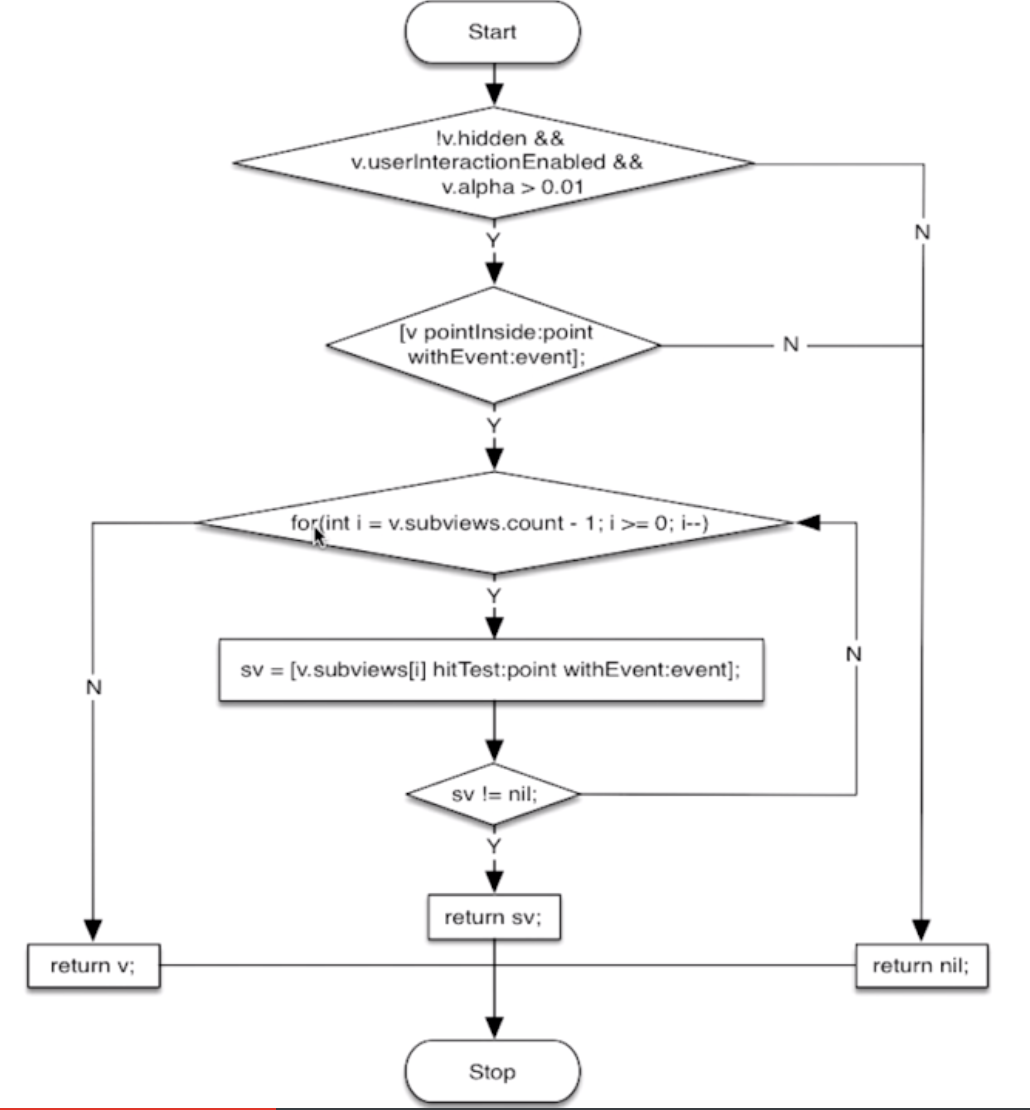 Start
!v.hidden &&
v.userInteractionEnabled &&
v.alpha > 0.01
Y
N
[v pointInside:point
withEvent:event];
N
Y
for(int i = v.subviews.count - 1; i >= 0; i--)
Y
sv = [v.subviews[i] hitTest:point withEvent:event];
N
N
sv != nil;
Y
return sv;
return v;
return nil;
Stop